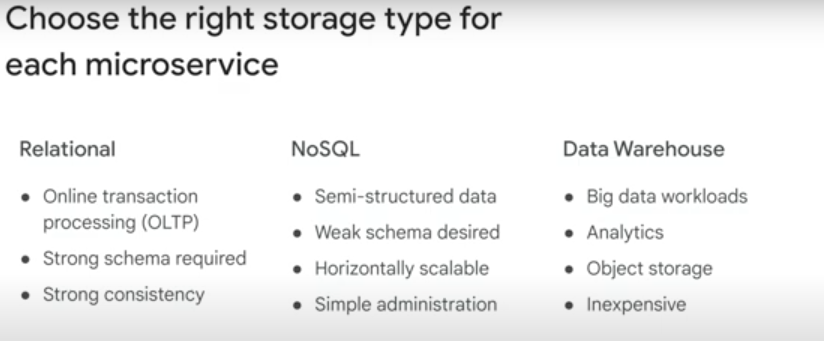 Choose the right storage type for
each microservice
Relational
• Online transaction
processing (OLTP)
• Strong schema required
• Strong consistency
NoSQL
• Semi-structured data
• Weak schema desired
• Horizontally scalable
• Simple administration
Data Warehouse
• Big data workloads
• Analytics
• Object storage
• Inexpensive